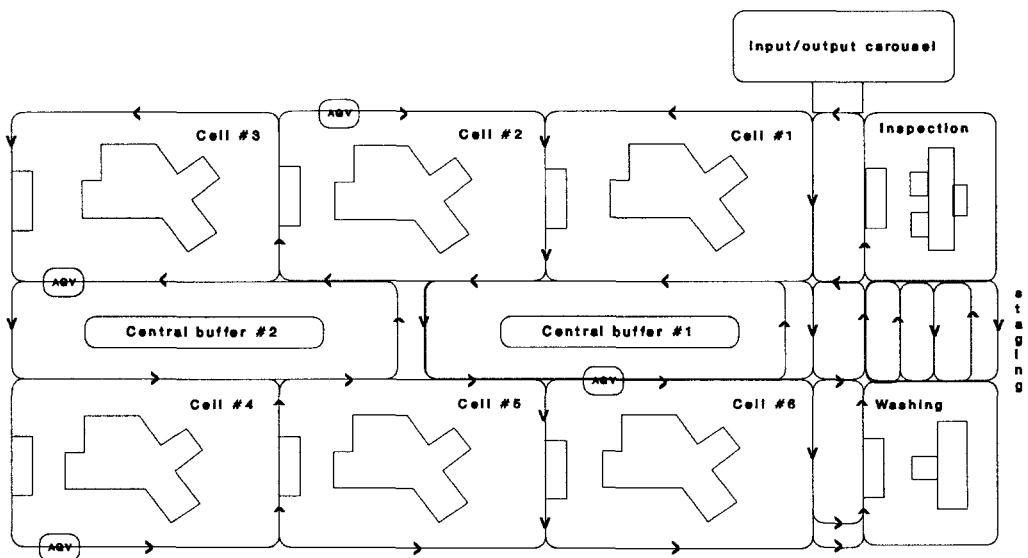 Input/output carousel
AGV
Cell #3
Cell #2
Cell #1
Inspection
AGV
Central buffer #2
Central buffer #1
staging
AGV
Cell #4
Cell #5
Cell #6
Washing
AGV